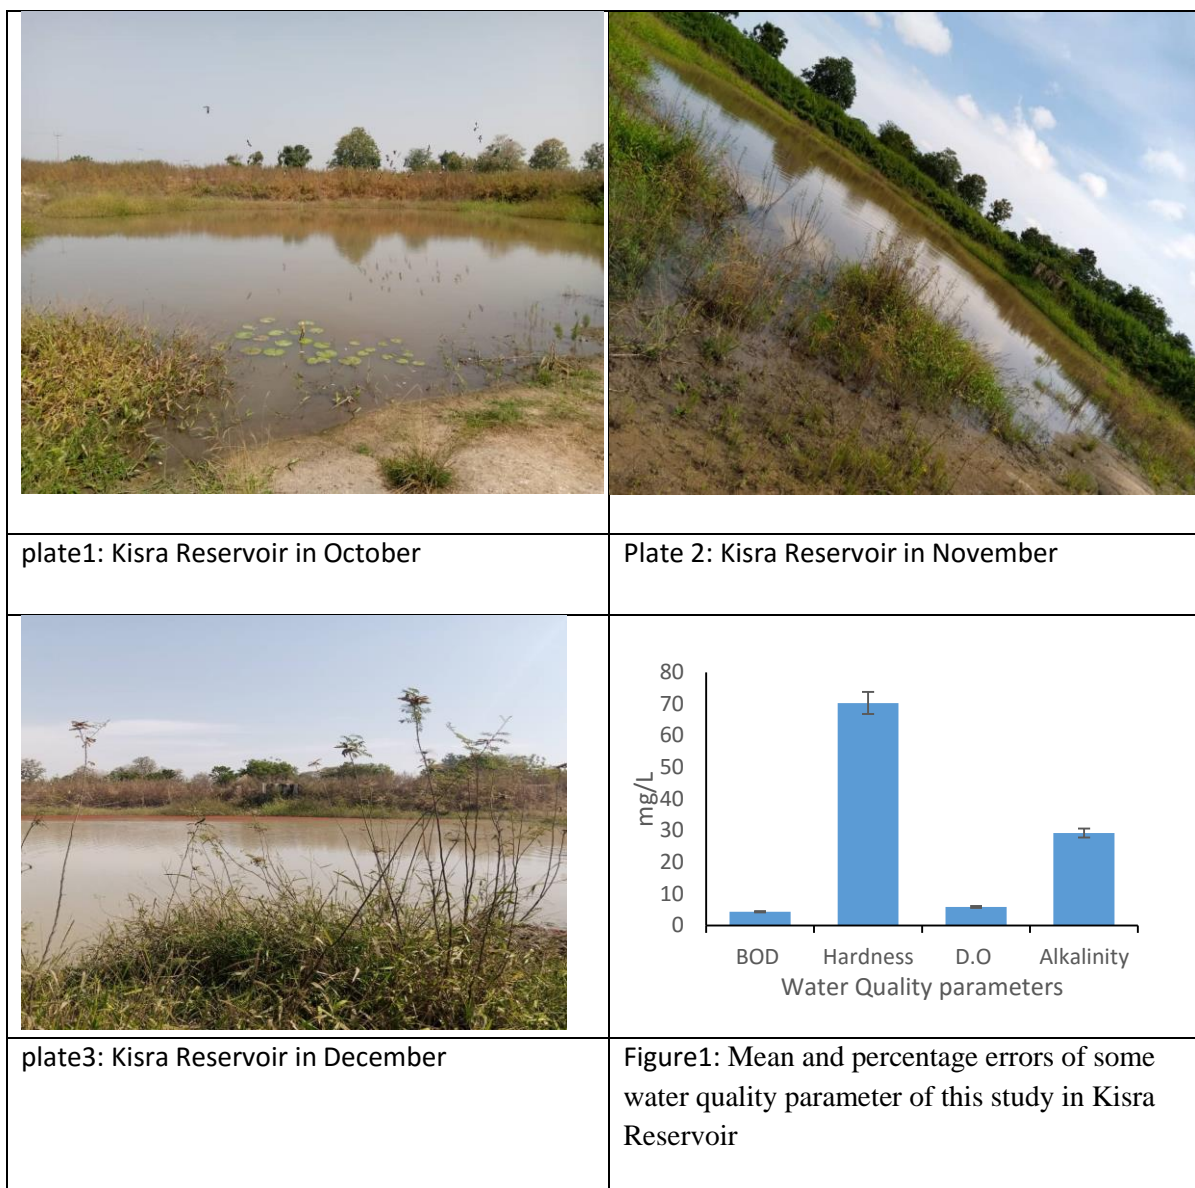 plate1: Kisra Reservoir in October
Plate 2: Kisra Reservoir in November
plate3: Kisra Reservoir in December
80
70
60
50
40
30
20
10
0
mg/L
BOD Hardness D.O Alkalinity
Water Quality parameters
Figure1: Mean and percentage errors of some
water quality parameter of this study in Kisra
Reservoir